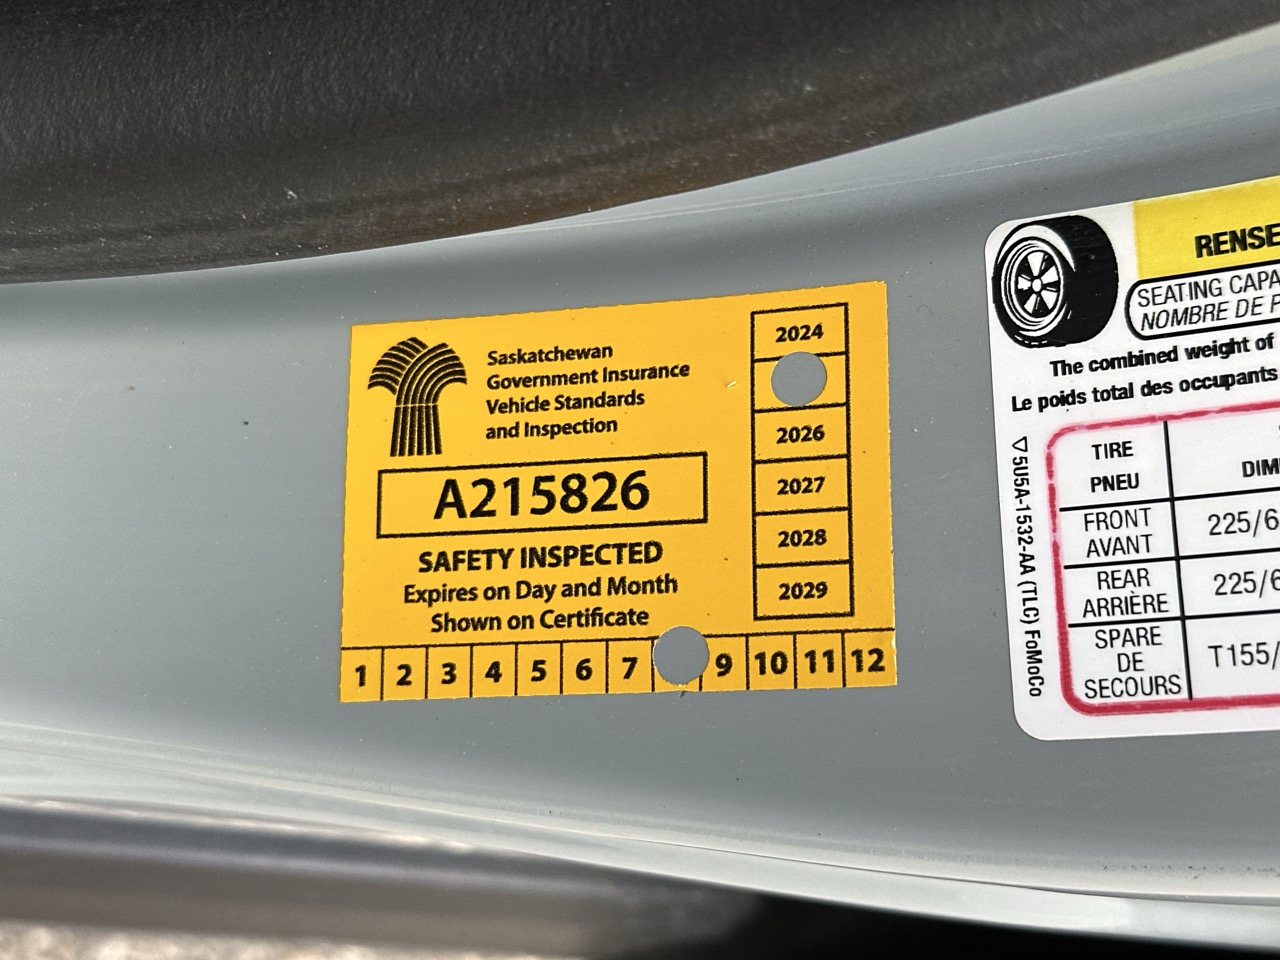 Saskatchewan
Government Insurance
Vehicle Standards
and Inspection
A215826
SAFETY INSPECTED
Expires on Day and Month
Shown on Certificate
2024
2026
2027
2028
2029
1 2 3 4 5 6 7 9 10 11 12
SEATING CAPA
NOMBRE DE
The combined weight of
Le poids total des occupants
TIRE
PNEU
FRONT
AVANT
225/6
REAR
ARRIÈRE
225/6
SPARE
DE
SECOURS
T155/
5U5A-1532-AA (TLC) FoMoCo